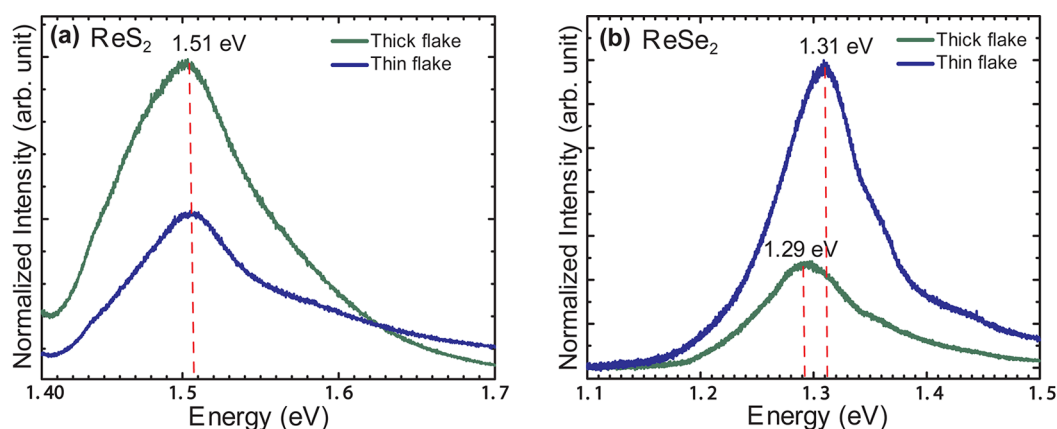 (a) ReS₂
1.51 eV
Thick flake
Thin flake
Normalized Intensity (arb. unit)
1.40
1.5
1.6
1.7
Energy (eV)
(b) ReSe₂
1.31 eV
Thick flake
Thin flake
1.29 eV
Normalized Intensity (arb. unit)
1.1
1.2
1.3
1.4
1.5
Energy (eV)